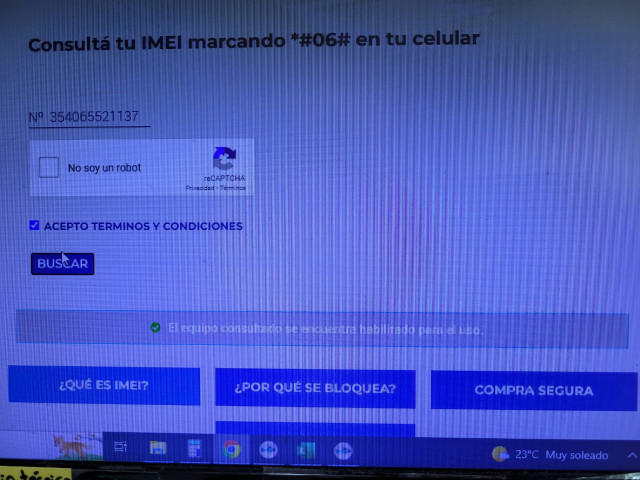 Consultá tu IMEI marcando *#06# en tu celular
Nº 354065521137
No soy un robot
reCAPTCHA
Privacidad - Términos
ACEPTO TERMINOS Y CONDICIONES
BUSCAR
El equipo consultado se encuentra habilitado para el uso.
¿QUÉ ES IMEI?
¿POR QUÉ SE BLOQUEA?
COMPRA SEGURA
23°C Muy soleado